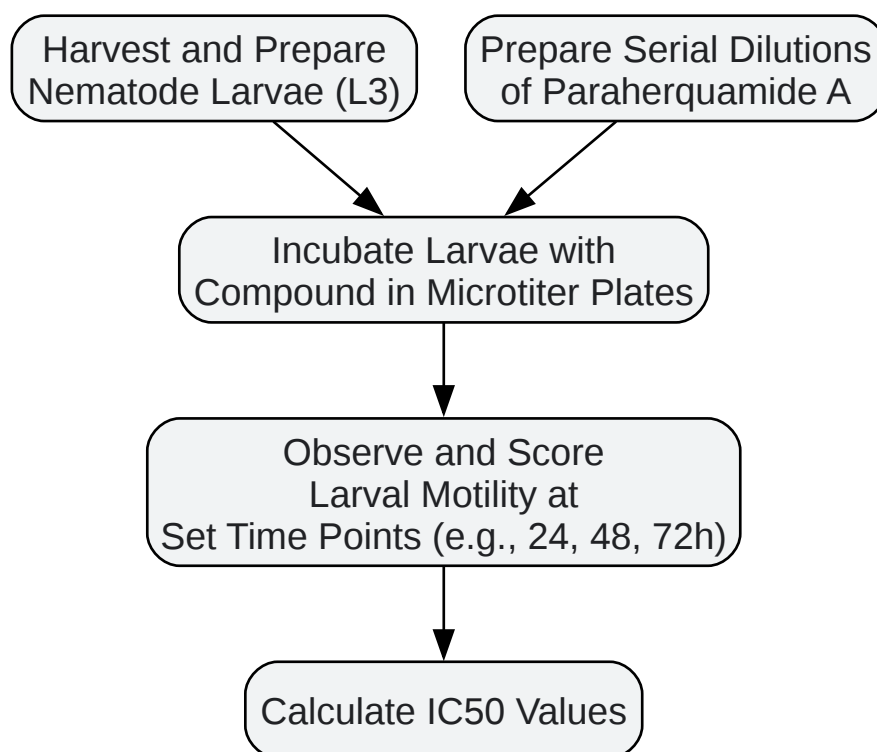 Harvest and Prepare
Nematode Larvae (L3)
Prepare Serial Dilutions
of Paraherquamide A
Incubate Larvae with
Compound in Microtiter Plates
Observe and Score
Larval Motility at
Set Time Points (e.g., 24, 48, 72h)
Calculate IC50 Values